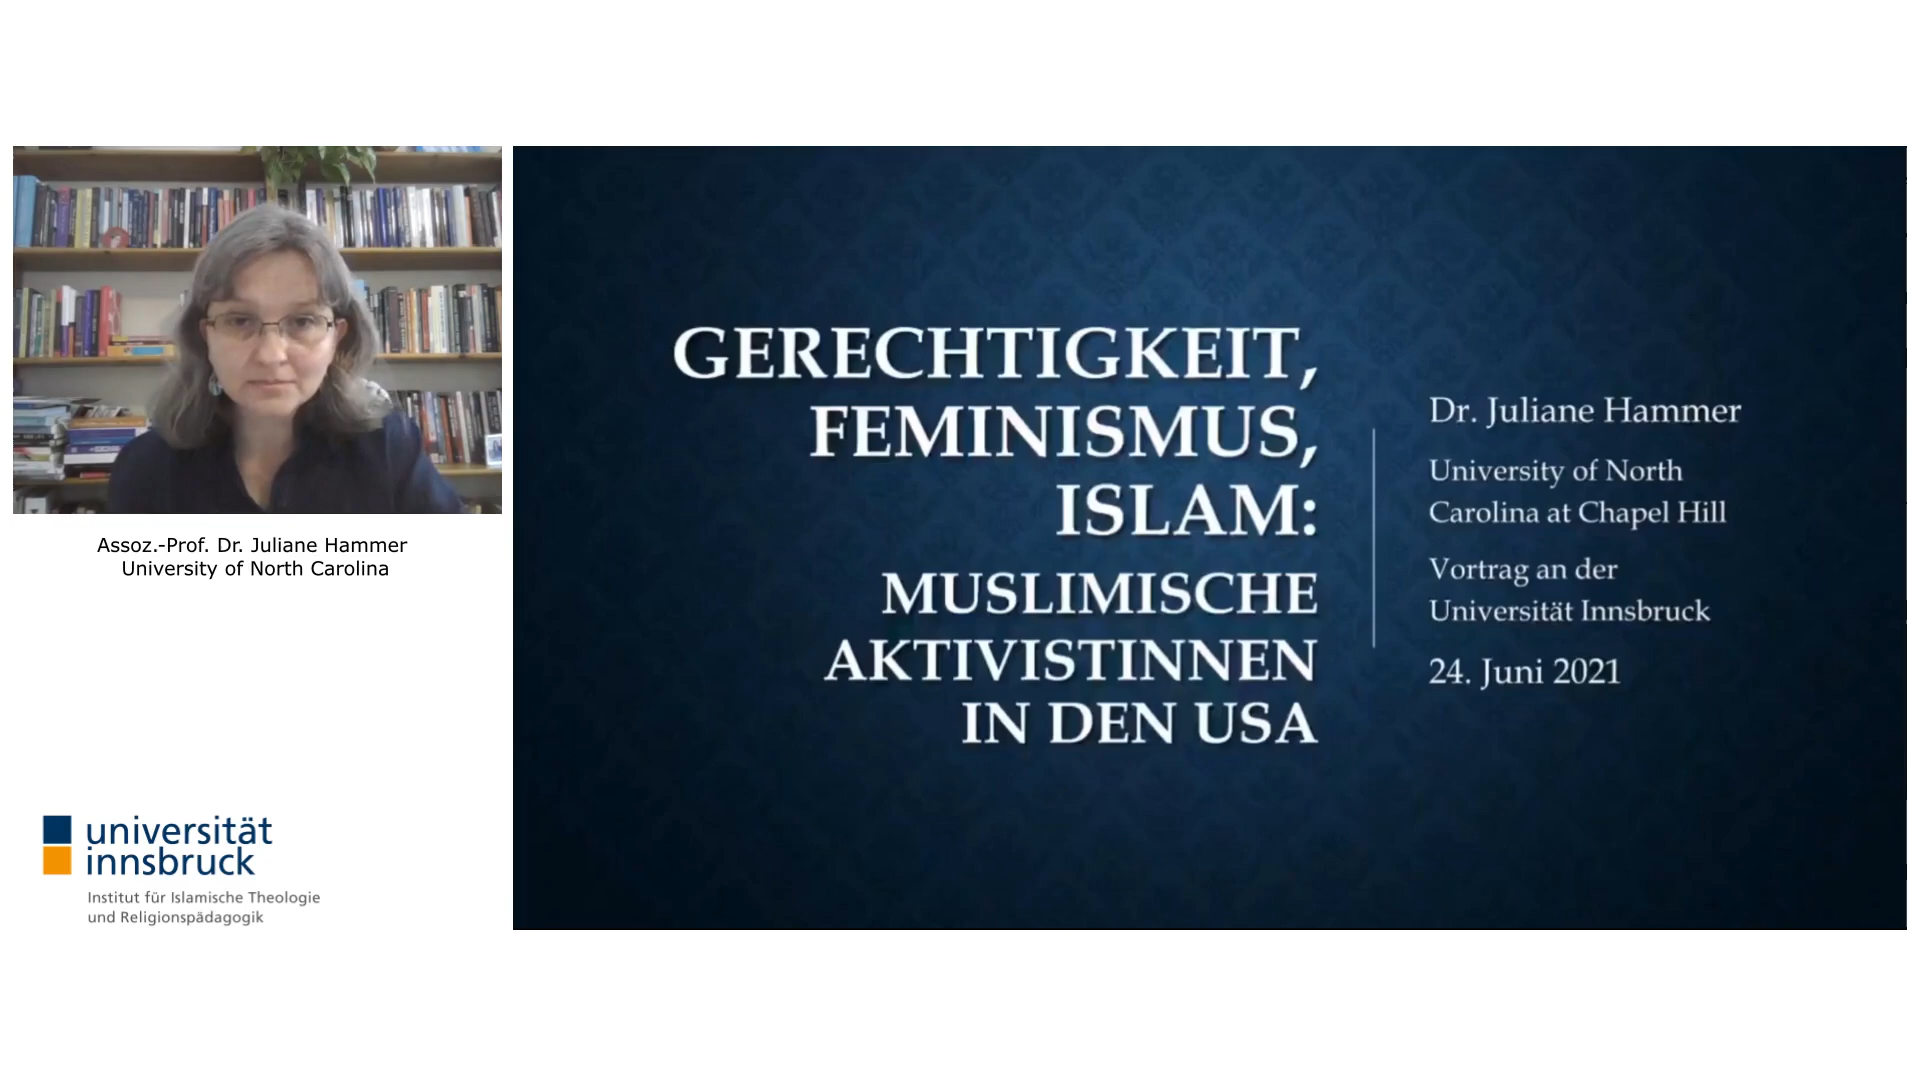 Assoz.-Prof. Dr. Juliane Hammer
University of North Carolina
universität
innsbruck
Institut für Islamische Theologie
und Religionspädagogik
GERECHTIGKEIT,
FEMINISMUS,
ISLAM:
MUSLIMISCHE
AKTIVISTINNEN
IN DEN USA
Dr. Juliane Hammer
University of North
Carolina at Chapel Hill
Vortrag an der
Universität Innsbruck
24. Juni 2021